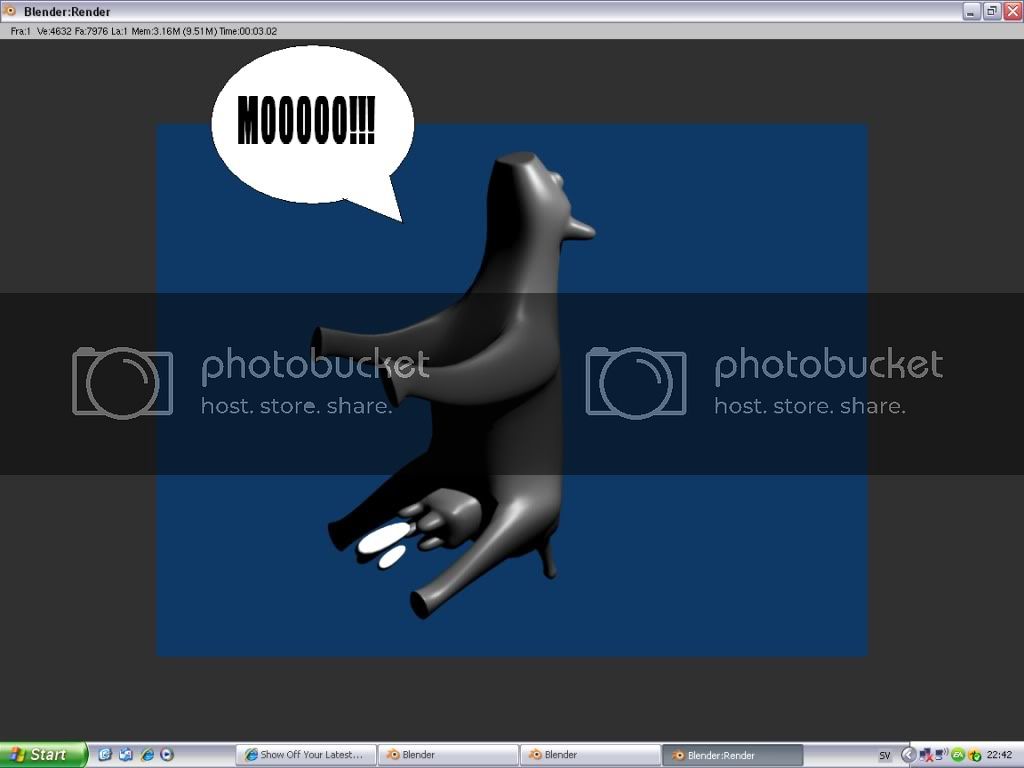 Blender:Render
Fra:1 Ve:4632 Fa:7976 La:1 Mem:3.16M (9.51M) Time:00:03.02
MOOOOO!!!
photobucket
host. store. share.
photobucket
host. store. share.
Start
Show Off Your Latest...
Blender
Blender
Blender:Render
SV
EA
22:42